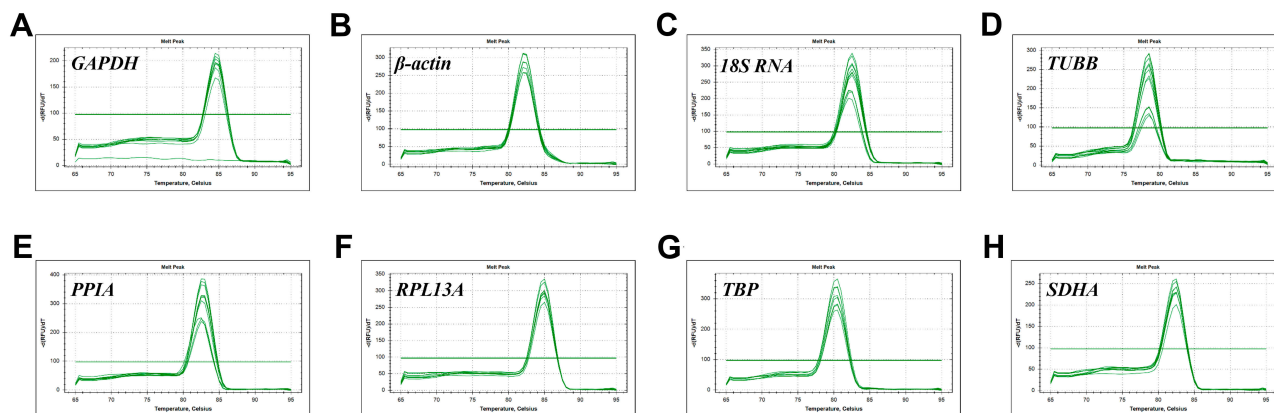 A
Melt Peak
GAPDH
200
150
100
50
0
-d(RFU)/dT
65 70 75 80 85 90 95
Temperature, Celsius
B
Melt Peak
β-actin
300
250
200
150
100
50
0
-d(RFU)/dT
65 70 75 80 85 90 95
Temperature, Celsius
C
Melt Peak
18S RNA
350
300
250
200
150
100
50
0
-d(RFU)/dT
65 70 75 80 85 90 95
Temperature, Celsius
D
Melt Peak
TUBB
300
250
200
150
100
50
0
-d(RFU)/dT
65 70 75 80 85 90 95
Temperature, Celsius
E
Melt Peak
PPIA
400
300
200
100
0
-d(RFU)/dT
65 70 75 80 85 90 95
Temperature, Celsius
F
Melt Peak
RPL13A
350
300
250
200
150
100
50
0
-d(RFU)/dT
65 70 75 80 85 90 95
Temperature, Celsius
G
Melt Peak
TBP
300
200
100
0
-d(RFU)/dT
65 70 75 80 85 90 95
Temperature, Celsius
H
Melt Peak
SDHA
250
200
150
100
50
0
-d(RFU)/dT
65 70 75 80 85 90 95
Temperature, Celsius